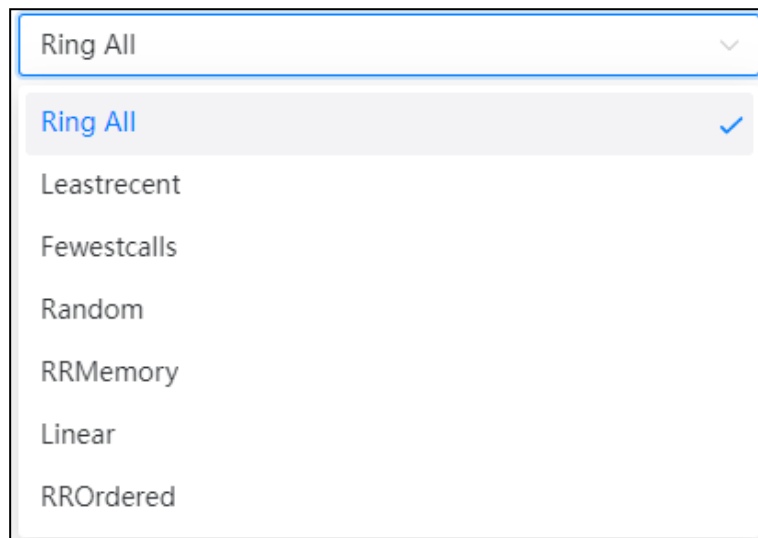 Ring All
Ring All
Leastrecent
Fewestcalls
Random
RRMemory
Linear
RROrdered